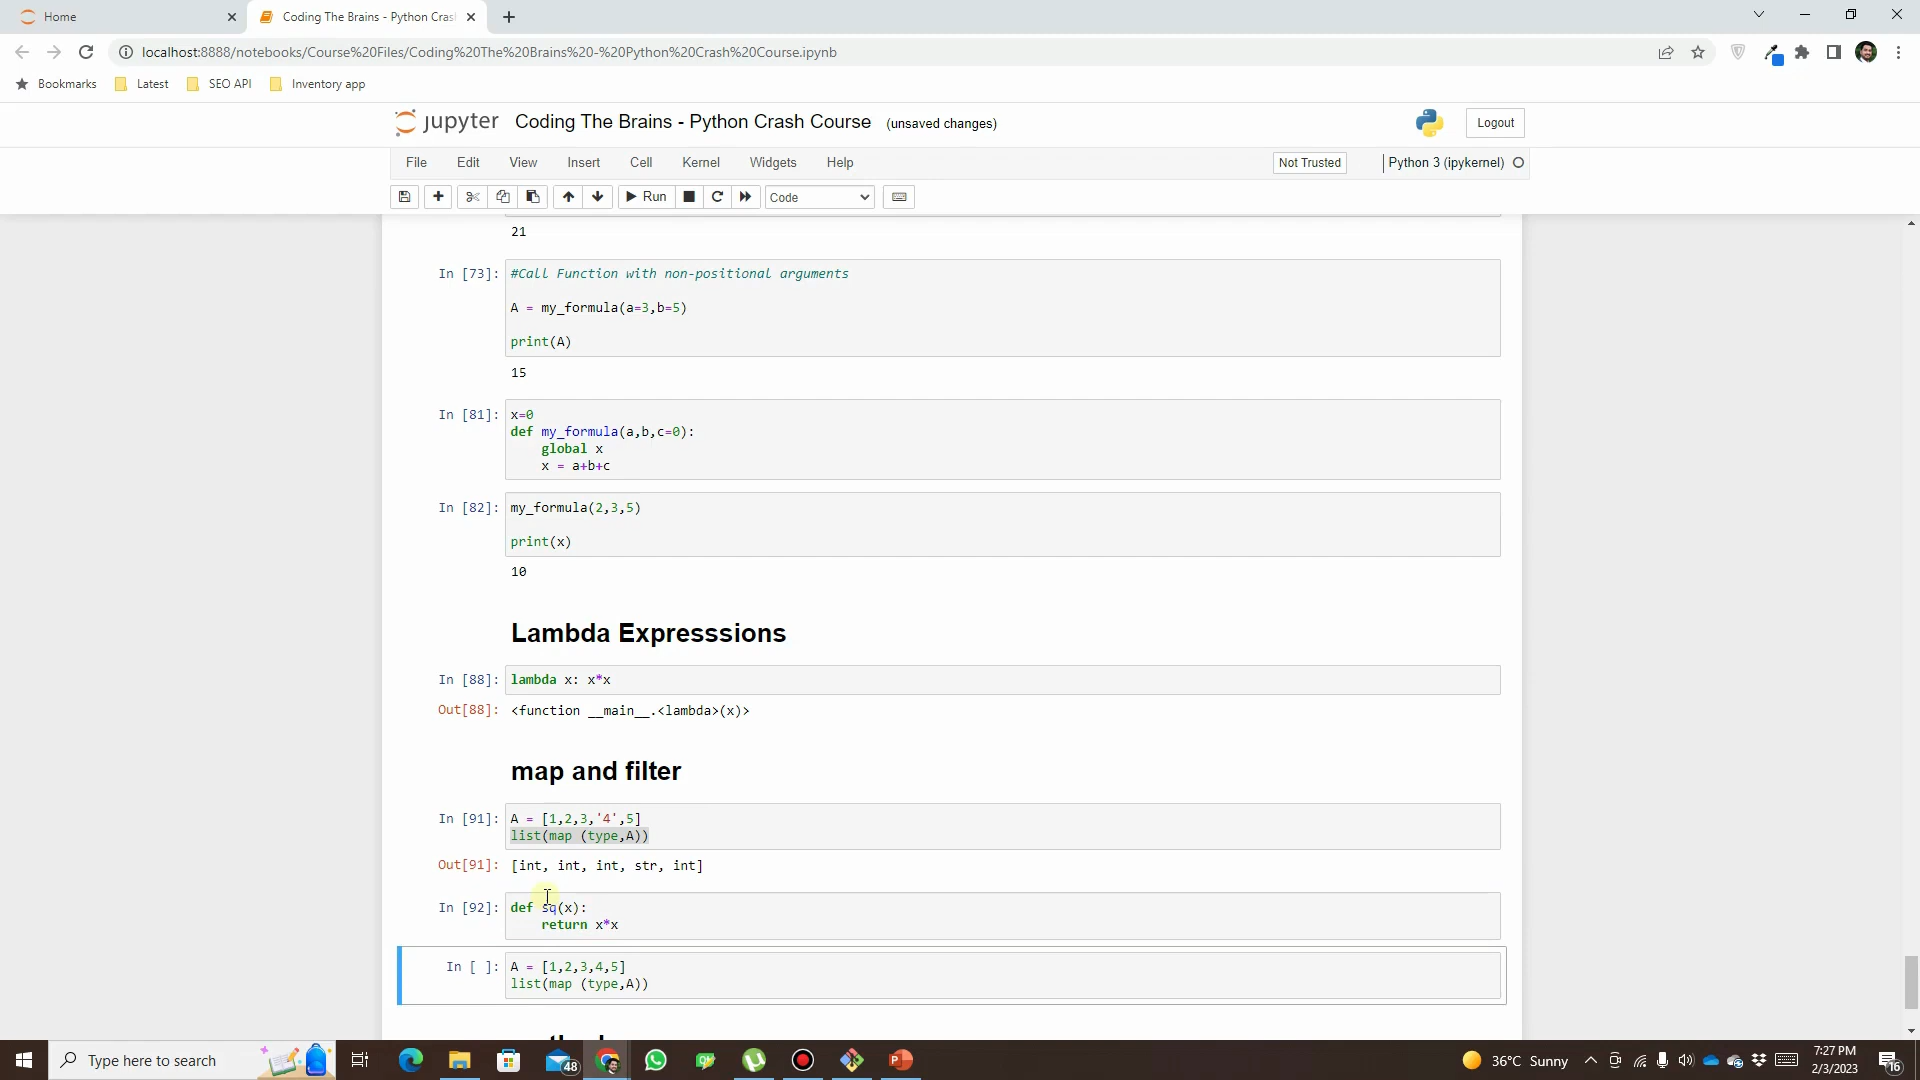 Home
Coding The Brains - Python Cras
localhost:8888/notebooks/Course%20Files/Coding%20The%20Brains%20-%20Python%20Crash%20Course.ipynb
Bookmarks Latest SEO API Inventory app
jupyter Coding The Brains - Python Crash Course (unsaved changes)
Logout
File Edit View Insert Cell Kernel Widgets Help
Not Trusted Python 3 (ipykernel)
Run Code
21
In [73]: #Call Function with non-positional arguments
A = my_formula(a=3,b=5)
print(A)
15
In [81]: x=0
def my_formula(a,b,c=0):
global x
x = a+b+c
In [82]: my_formula(2,3,5)
print(x)
10
Lambda Expresssions
In [88]: lambda x: x*x
Out[88]: <function __main__.<lambda>(x)>
map and filter
In [91]: A = [1,2,3,'4',5]
list(map (type,A))
Out[91]: [int, int, int, str, int]
In [92]: def sq(x):
return x*x
In [ ]: A = [1,2,3,4,5]
list(map (type,A))
Type here to search
48
36°C Sunny
7:27 PM
2/3/2023
16